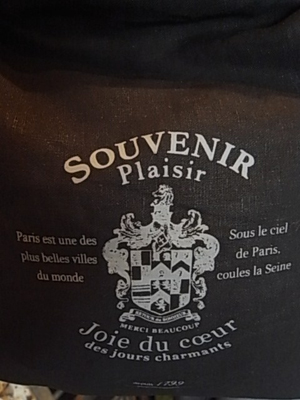 SOUVENIR
Plaisir
Paris est une des
plus belles villes
du monde
Sous le ciel
de Paris,
coules la Seine
MERCI BEAUCOUP
Joie du cœur
des jours charmants